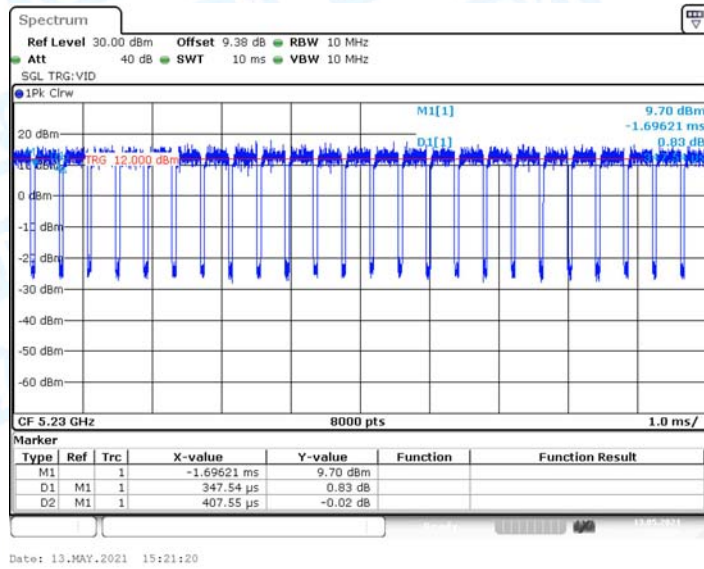 Spectrum
Ref Level 30.00 dBm Offset 9.38 dB RBW 10 MHz
Att 40 dB SWT 10 ms VBW 10 MHz
SGL TRG:VID
1Pk Clrw
M1[1] 9.70 dBm
-1.69621 ms
20 dBm
D1[1] 0.83 dB
TRG 12.000 dBm
0 dBm
-30 dBm
-40 dBm
-50 dBm
-60 dBm
CF 5.23 GHz 8000 pts 1.0 ms/
Marker
Type Ref Trc X-value Y-value Function Function Result
M1 1 -1.69621 ms 9.70 dBm
D1 M1 1 347.54 µs 0.83 dB
D2 M1 1 407.55 µs -0.02 dB
Date: 13.MAY.2021 15:21:20